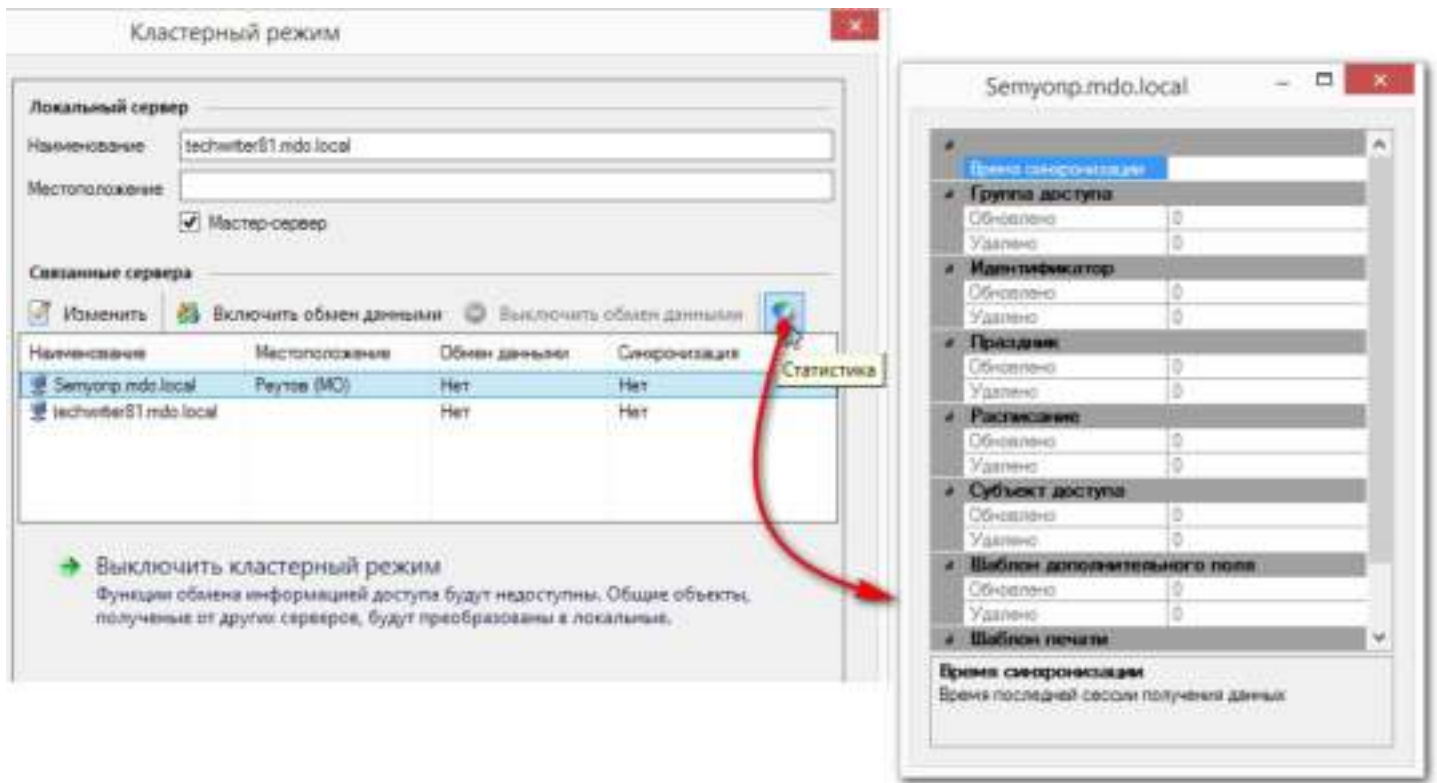 Кластерный режим
Локальный сервер
Наименование techwriter81.mdo.local
Местоположение
Мастер-сервер
Связанные сервера
Изменить Включить обмен данными Выключить обмен данными
Статистика
Наименование Местоположение Обмен данными Синхронизация
Semyonp.mdo.local Реутов (МО) Нет Нет
techwriter81.mdo.local Нет Нет
Выключить кластерный режим
Функции обмена информацией доступа будут недоступны. Общие объекты,
полученые от других серверов, будут преобразованы в локальные.
Semyonp.mdo.local
Время синхронизации
Группа доступа
Обновлено 0
Удалено 0
Идентификатор
Обновлено 0
Удалено 0
Праздник
Обновлено 0
Удалено 0
Расписание
Обновлено 0
Удалено 0
Субъект доступа
Обновлено 0
Удалено 0
Шаблон дополнительного поля
Обновлено 0
Удалено 0
Шаблон печати
Время синхронизации
Время последней сессии получения данных